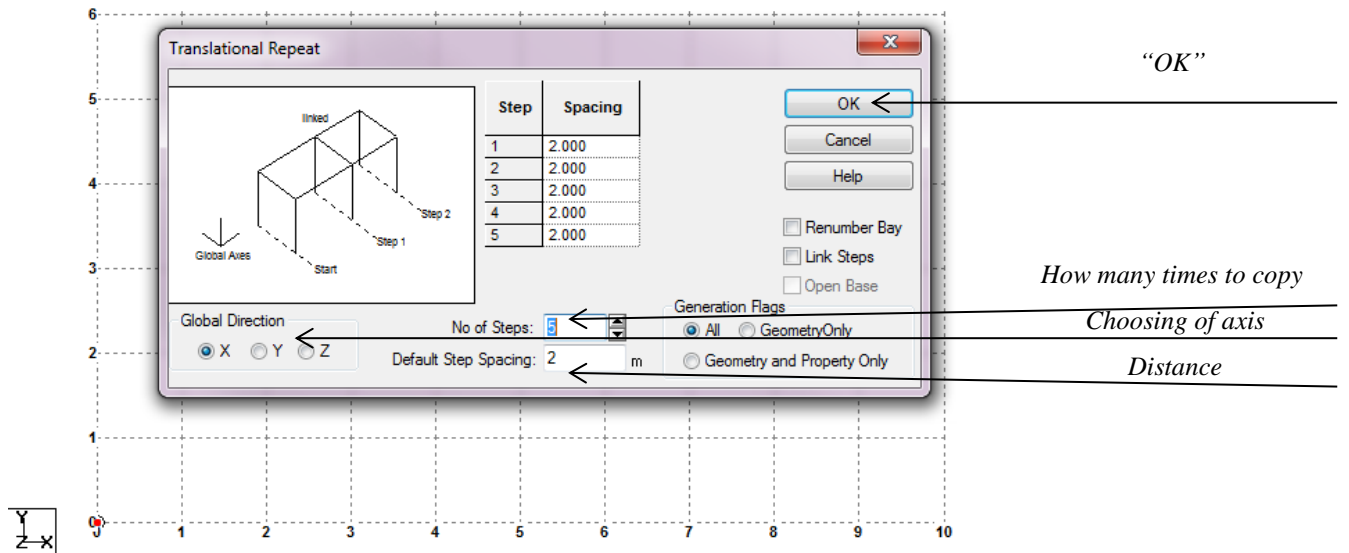 6
Translational Repeat
"OK"
5
linked
Step 2
Step 1
Start
Global Axes
Step Spacing
1 2.000
2 2.000
3 2.000
4 2.000
5 2.000
OK
Cancel
Help
Renumber Bay
Link Steps
Open Base
4
3
How many times to copy
Global Direction
X Y Z
No of Steps: 5
Default Step Spacing: 2 m
Generation Flags
All GeometryOnly
Geometry and Property Only
Choosing of axis
2
Distance
1
Y
Z X
0 1 2 3 4 5 6 7 8 9 10